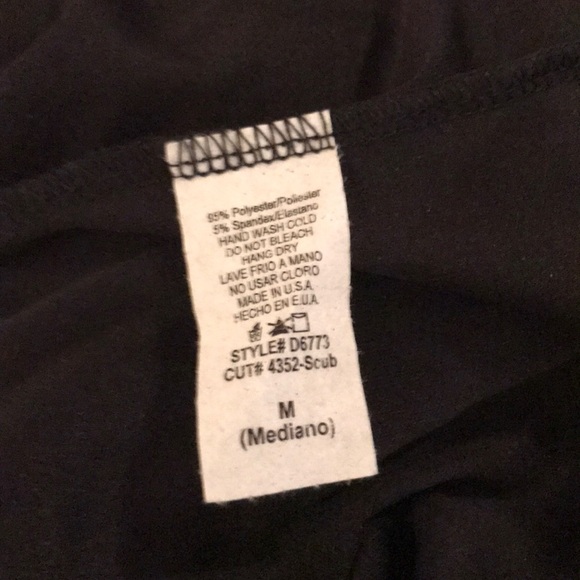 95% Polyester/Poliester
5% Spandex/Elastano
HAND WASH COLD
DO NOT BLEACH
HANG DRY
LAVE FRIO A MANO
NO USAR CLORO
MADE IN U.S.A.
HECHO EN E.U.A.
STYLE# D6773
CUT# 4352-Scub
M
(Mediano)